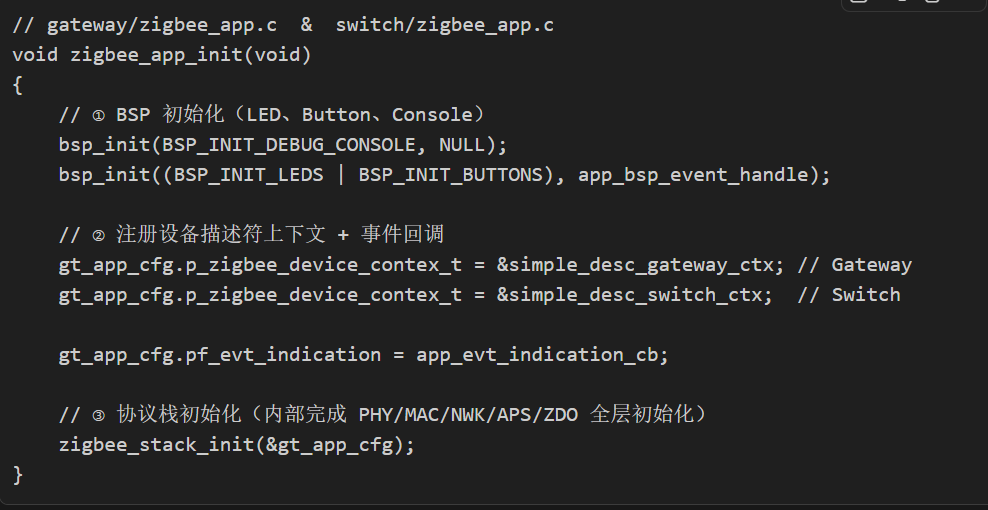 // gateway/zigbee_app.c  &  switch/zigbee_app.c
void zigbee_app_init(void)
{
    // ① BSP 初始化（LED、Button、Console）
    bsp_init(BSP_INIT_DEBUG_CONSOLE, NULL);
    bsp_init((BSP_INIT_LEDS | BSP_INIT_BUTTONS), app_bsp_event_handle);

    // ② 注册设备描述符上下文 + 事件回调
    gt_app_cfg.p_zigbee_device_contex_t = &simple_desc_gateway_ctx; // Gateway
    gt_app_cfg.p_zigbee_device_contex_t = &simple_desc_switch_ctx;  // Switch

    gt_app_cfg.pf_evt_indication = app_evt_indication_cb;

    // ③ 协议栈初始化（内部完成 PHY/MAC/NWK/APS/ZDO 全层初始化）
    zigbee_stack_init(&gt_app_cfg);
}